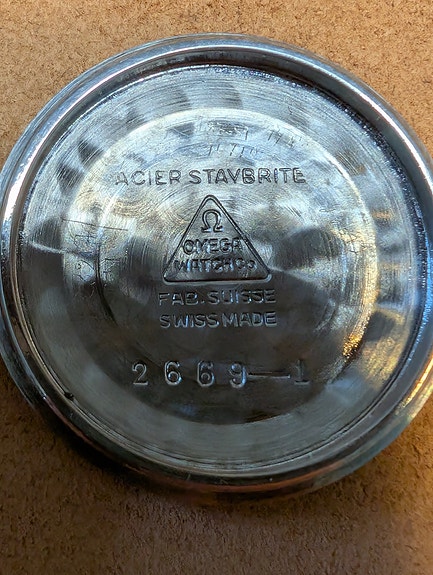 ACIER STAYBRITE
Ω
OMEGA
WATCH Co
FAB. SUISSE
SWISS MADE
2669—1